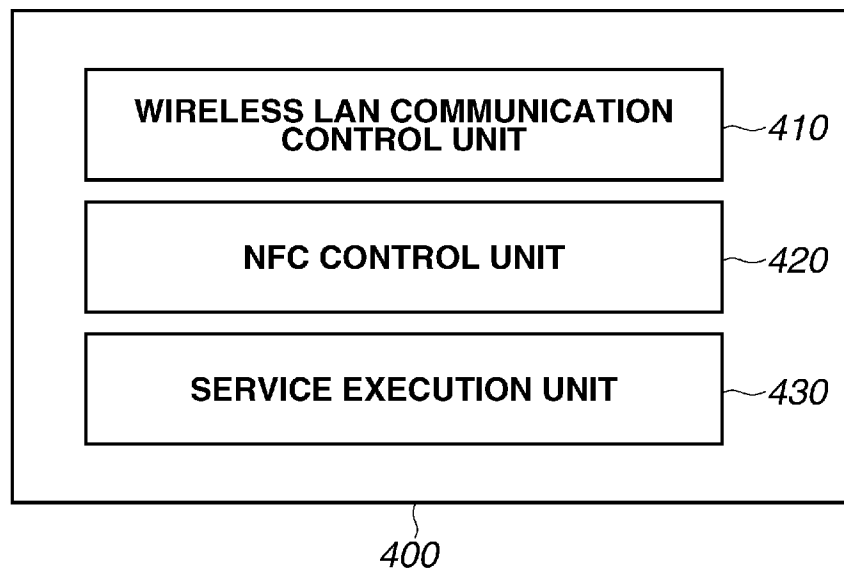 WIRELESS LAN COMMUNICATION
CONTROL UNIT
410
NFC CONTROL UNIT
420
SERVICE EXECUTION UNIT
430
400